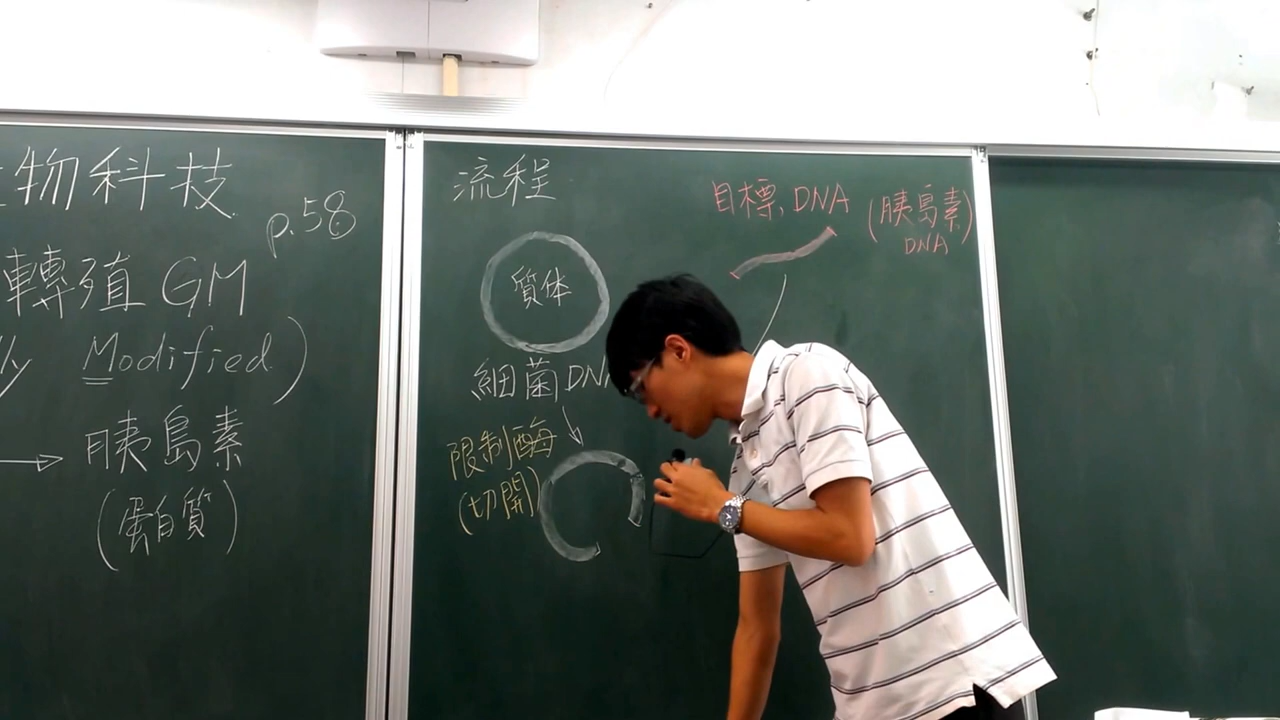 物科技
p.58
轉殖 GM
ly Modified)
→ 胰島素
(蛋白質)
流程
質体
細菌 DNA
限制酶
(切開)
目標 DNA (胰島素)
DNA